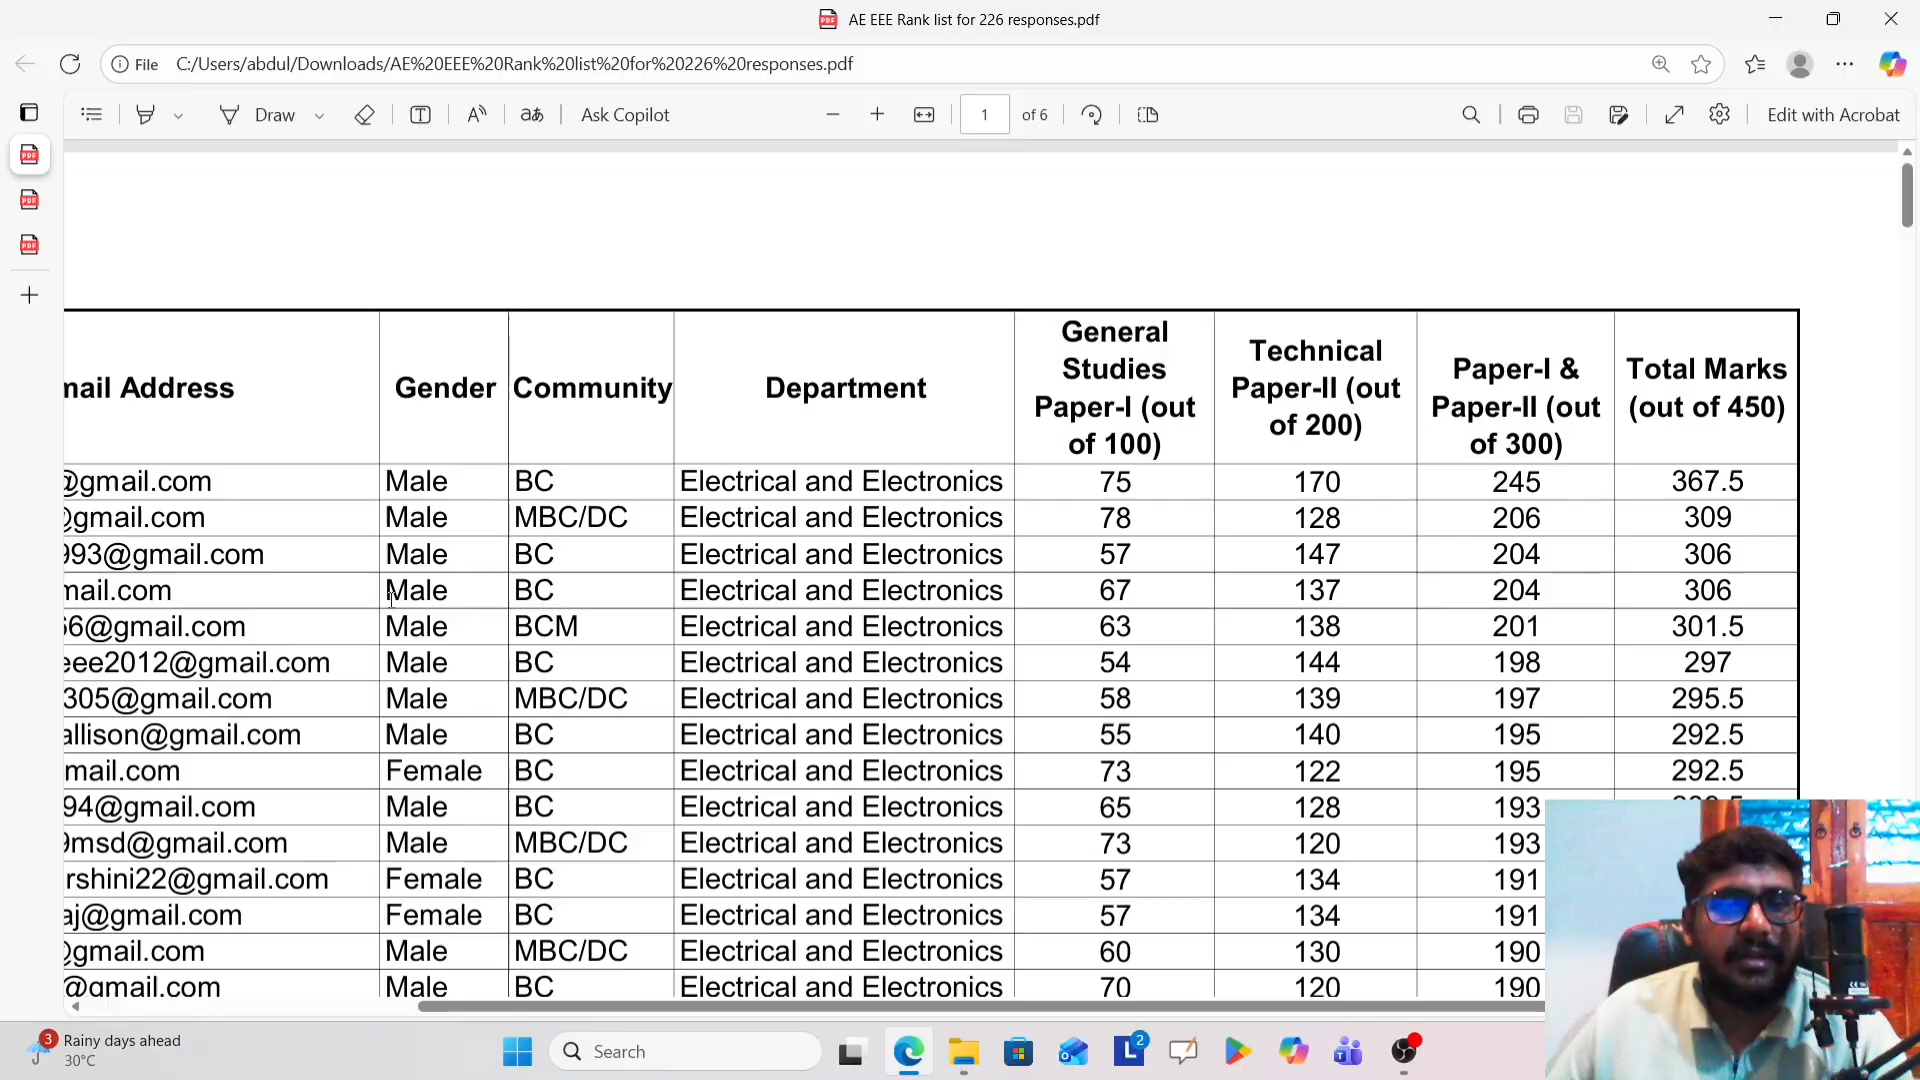 AE EEE Rank list for 226 responses.pdf
File C:/Users/abdul/Downloads/AE%20EEE%20Rank%20list%20for%20226%20responses.pdf
Draw Ask Copilot 1 of 6 Edit with Acrobat
mail Address Gender Community Department General Studies Paper-I (out of 100) Technical Paper-II (out of 200) Paper-I & Paper-II (out of 300) Total Marks (out of 450)
@gmail.com Male BC Electrical and Electronics 75 170 245 367.5
@gmail.com Male MBC/DC Electrical and Electronics 78 128 206 309
993@gmail.com Male BC Electrical and Electronics 57 147 204 306
mail.com Male BC Electrical and Electronics 67 137 204 306
66@gmail.com Male BCM Electrical and Electronics 63 138 201 301.5
eee2012@gmail.com Male BC Electrical and Electronics 54 144 198 297
305@gmail.com Male MBC/DC Electrical and Electronics 58 139 197 295.5
allison@gmail.com Male BC Electrical and Electronics 55 140 195 292.5
mail.com Female BC Electrical and Electronics 73 122 195 292.5
94@gmail.com Male BC Electrical and Electronics 65 128 193
9msd@gmail.com Male MBC/DC Electrical and Electronics 73 120 193
rshini22@gmail.com Female BC Electrical and Electronics 57 134 191
aj@gmail.com Female BC Electrical and Electronics 57 134 191
@gmail.com Male MBC/DC Electrical and Electronics 60 130 190
@gmail.com Male BC Electrical and Electronics 70 120 190
3 Rainy days ahead
30°C
Search
2